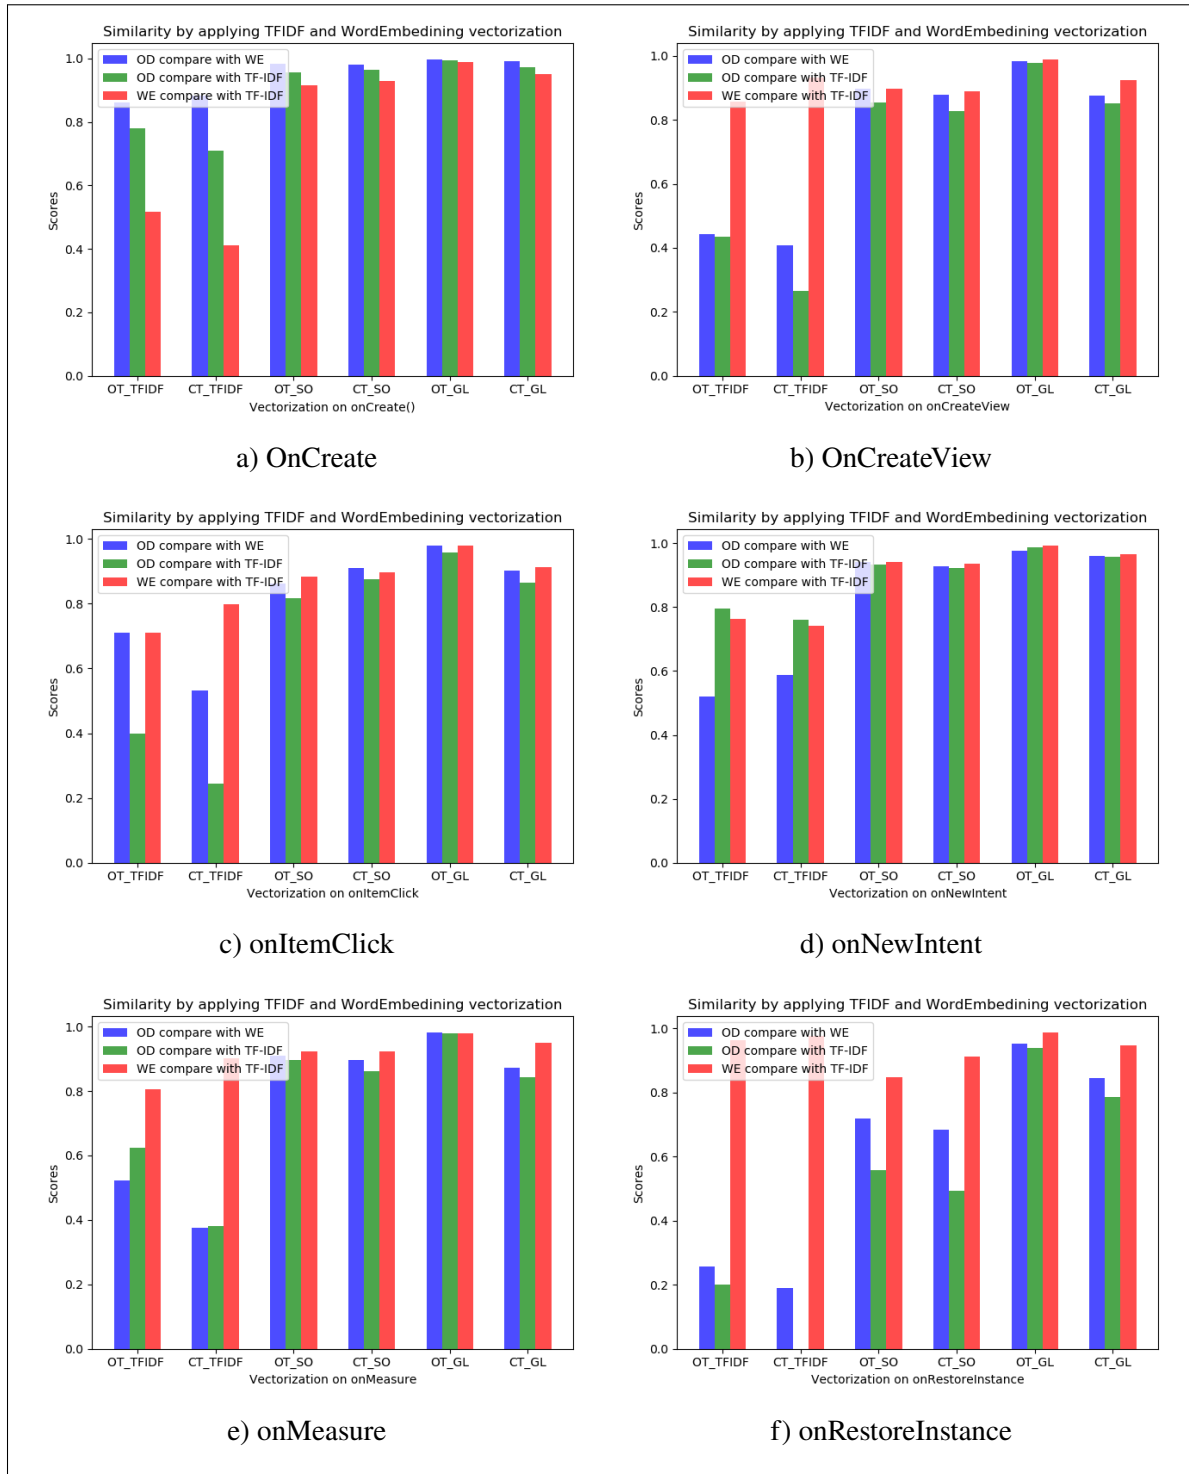 Similarity by applying TFIDF and WordEmbedining vectorization
OD compare with WE
OD compare with TF-IDF
WE compare with TF-IDF
Scores
1.0
0.8
0.6
0.4
0.2
0.0
OT_TFIDF CT_TFIDF OT_SO CT_SO OT_GL CT_GL
Vectorization on onCreate()
a) OnCreate
Similarity by applying TFIDF and WordEmbedining vectorization
OD compare with WE
OD compare with TF-IDF
WE compare with TF-IDF
Scores
1.0
0.8
0.6
0.4
0.2
0.0
OT_TFIDF CT_TFIDF OT_SO CT_SO OT_GL CT_GL
Vectorization on onCreateView
b) OnCreateView
Similarity by applying TFIDF and WordEmbedining vectorization
OD compare with WE
OD compare with TF-IDF
WE compare with TF-IDF
Scores
1.0
0.8
0.6
0.4
0.2
0.0
OT_TFIDF CT_TFIDF OT_SO CT_SO OT_GL CT_GL
Vectorization on onItemClick
c) onItemClick
Similarity by applying TFIDF and WordEmbedining vectorization
OD compare with WE
OD compare with TF-IDF
WE compare with TF-IDF
Scores
1.0
0.8
0.6
0.4
0.2
0.0
OT_TFIDF CT_TFIDF OT_SO CT_SO OT_GL CT_GL
Vectorization on onNewIntent
d) onNewIntent
Similarity by applying TFIDF and WordEmbedining vectorization
OD compare with WE
OD compare with TF-IDF
WE compare with TF-IDF
Scores
1.0
0.8
0.6
0.4
0.2
0.0
OT_TFIDF CT_TFIDF OT_SO CT_SO OT_GL CT_GL
Vectorization on onMeasure
e) onMeasure
Similarity by applying TFIDF and WordEmbedining vectorization
OD compare with WE
OD compare with TF-IDF
WE compare with TF-IDF
Scores
1.0
0.8
0.6
0.4
0.2
0.0
OT_TFIDF CT_TFIDF OT_SO CT_SO OT_GL CT_GL
Vectorization on onRestoreInstance
f) onRestoreInstance